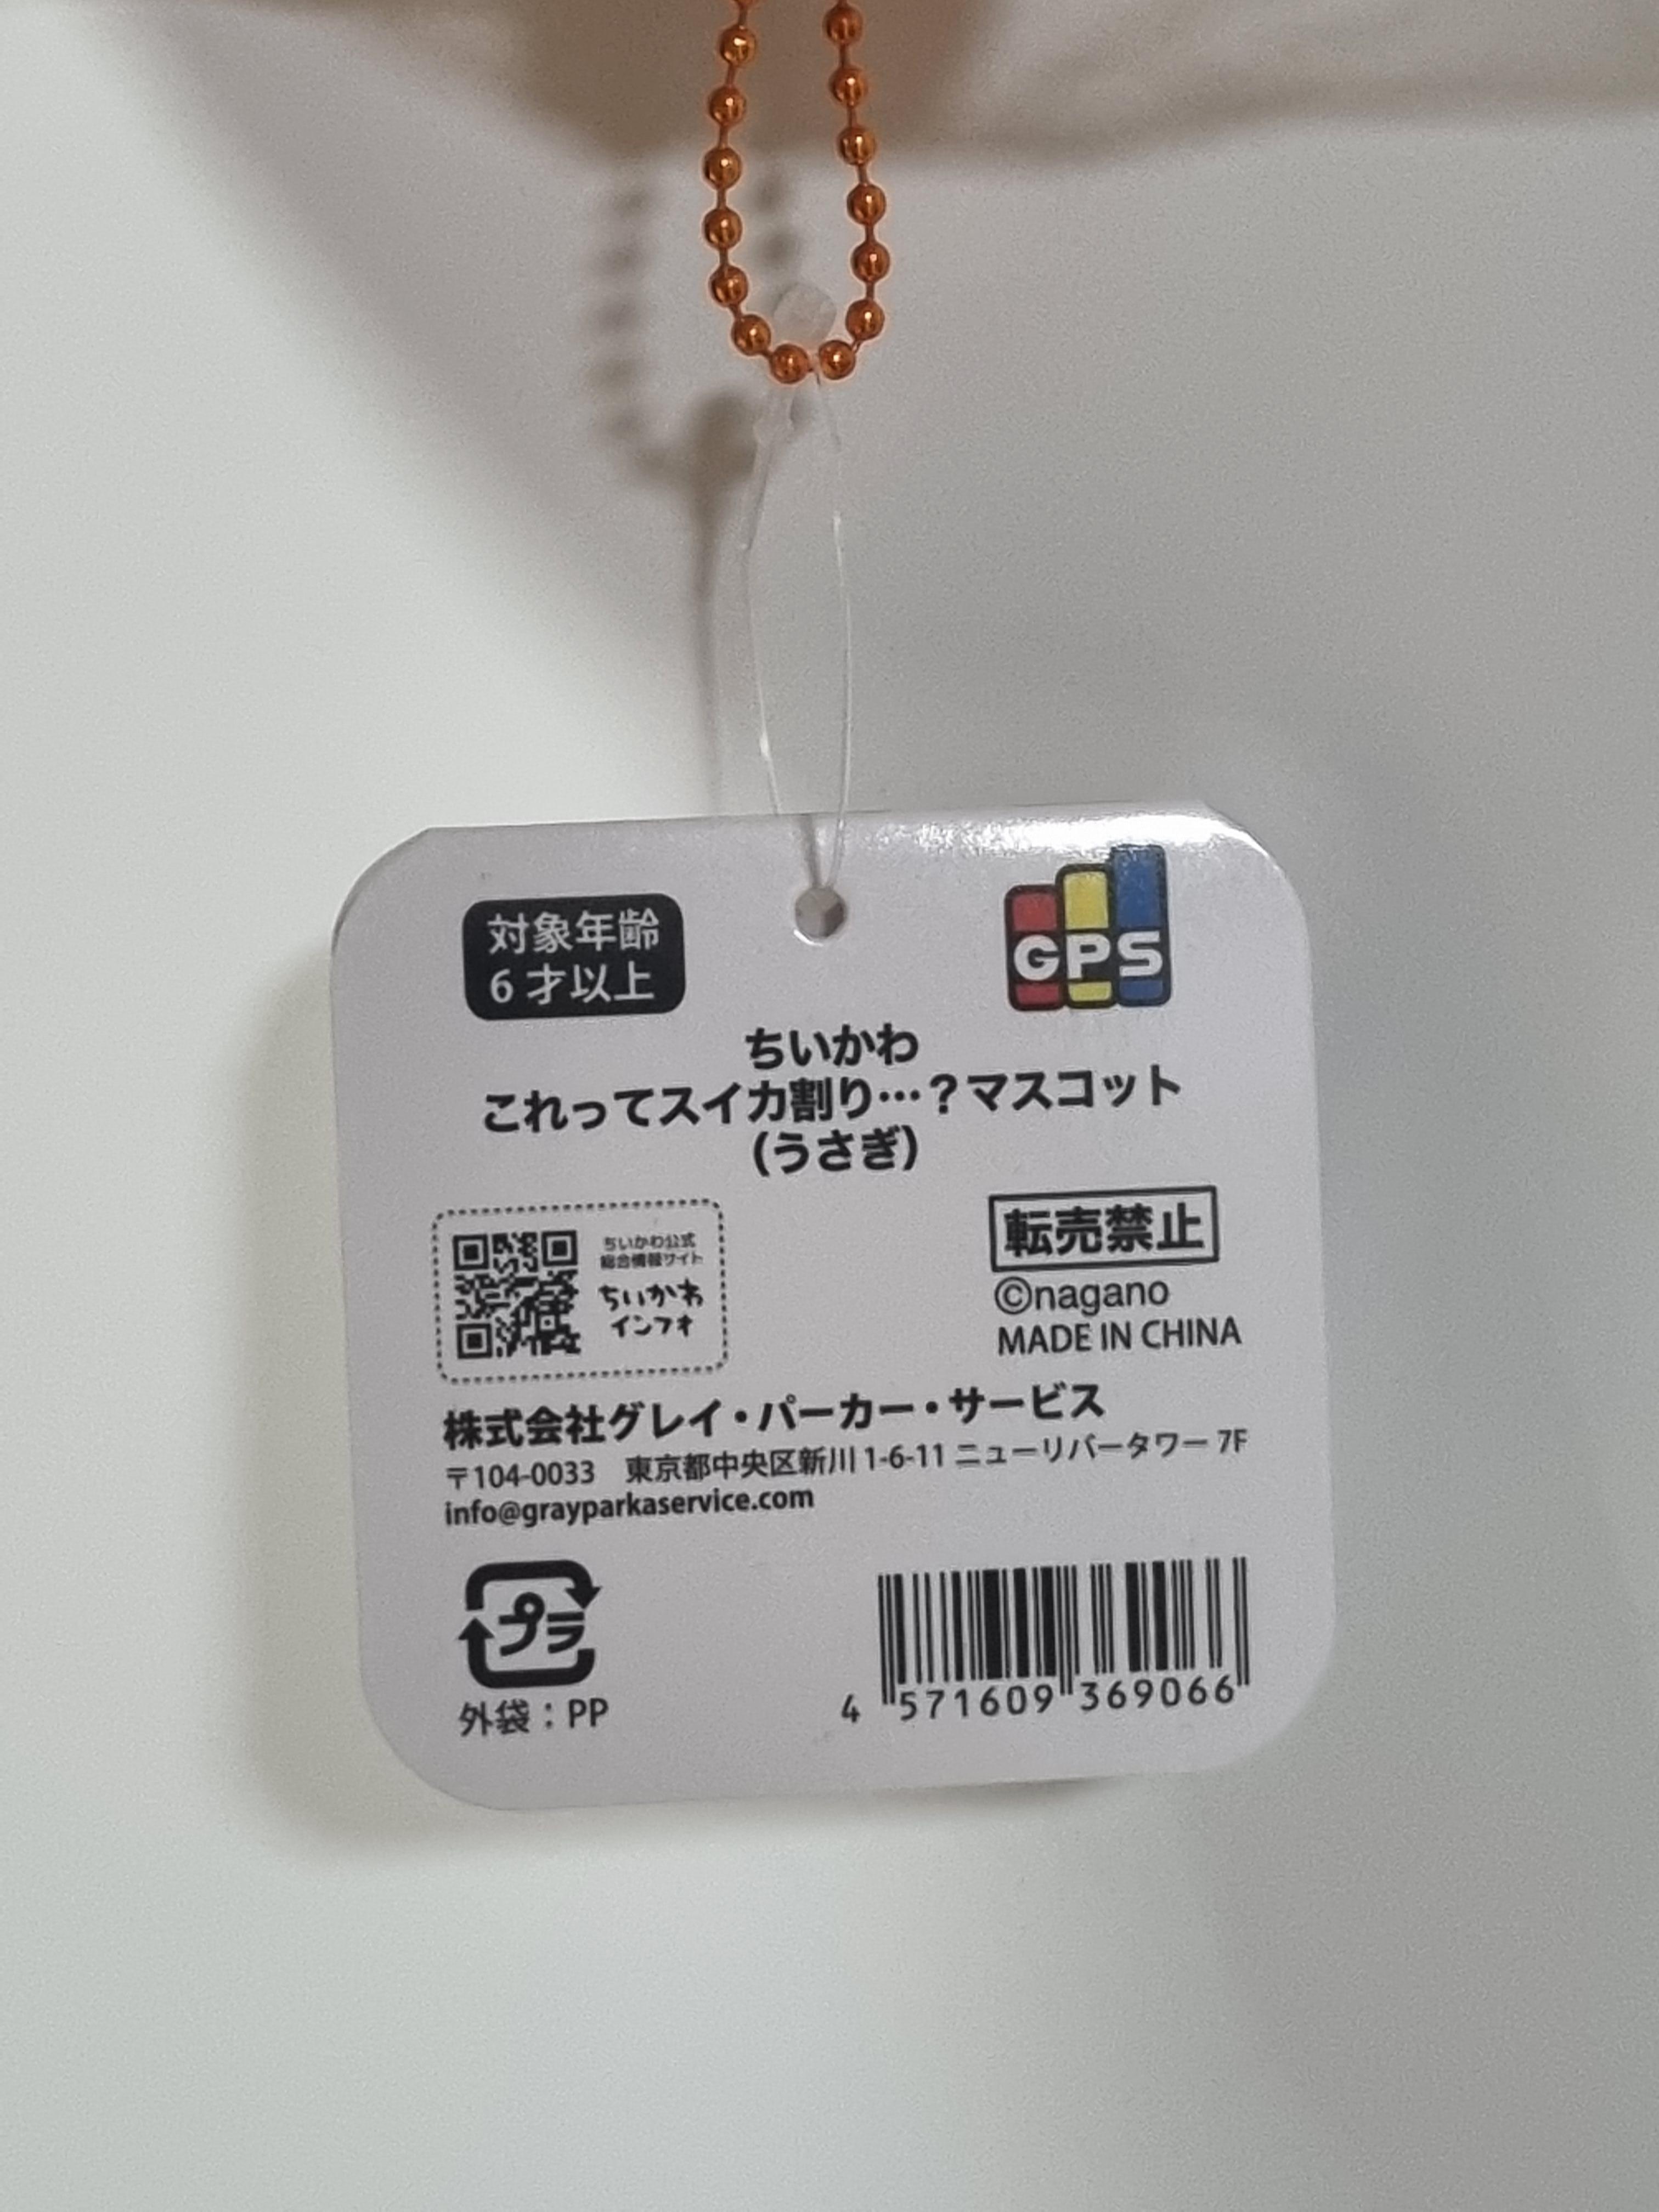 対象年齢
6才以上
GPS
ちいかわ
これってスイカ割り…？マスコット
(うさぎ)
ちいかわ公式
総合情報サイト
ちいかわ
インフォ
転売禁止
©nagano
MADE IN CHINA
株式会社グレイ・パーカー・サービス
〒104-0033　東京都中央区新川1-6-11 ニューリバータワー 7F
info@grayparkaservice.com
プラ
外袋：PP
4 571609 369066